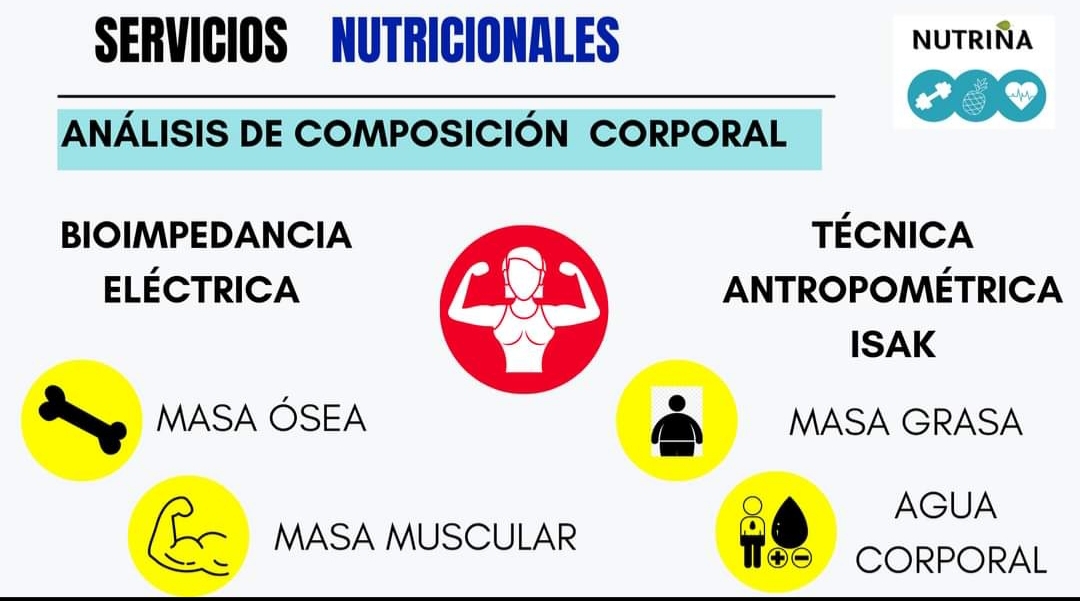 SERVICIOS NUTRICIONALES
NUTRIÑA
ANÁLISIS DE COMPOSICIÓN CORPORAL
BIOIMPEDANCIA
ELÉCTRICA
TÉCNICA
ANTROPOMÉTRICA
ISAK
MASA ÓSEA
MASA GRASA
MASA MUSCULAR
AGUA
CORPORAL